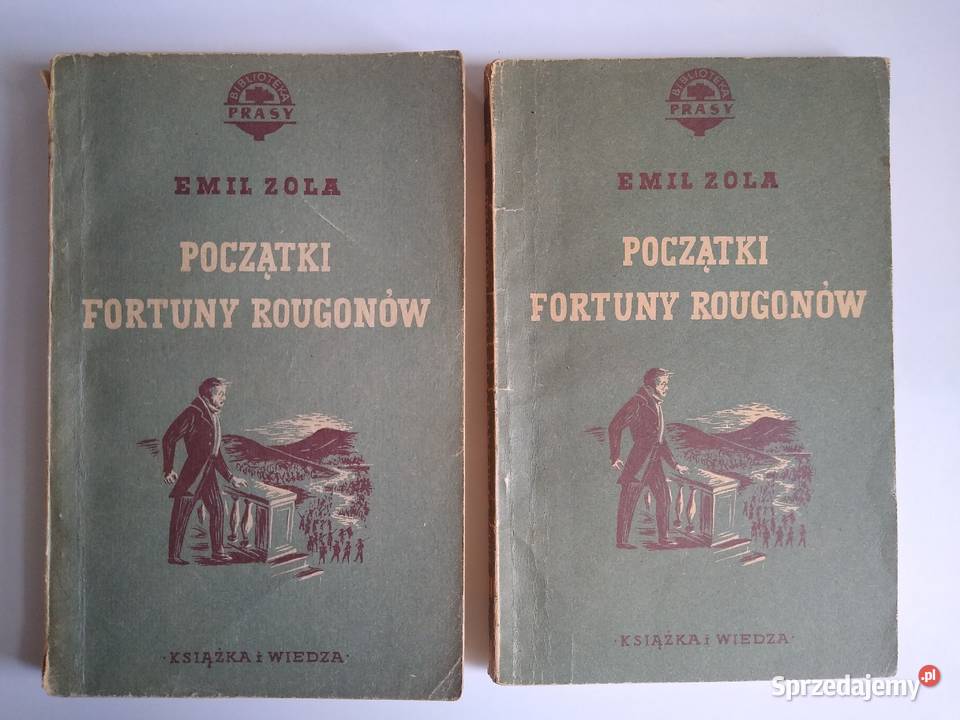 BIBLIOTEKA
PRASY
EMIL ZOLA
POCZĄTKI
FORTUNY ROUGONÓW
·KSIĄŻKA i WIEDZA·
BIBLIOTEKA
PRASY
EMIL ZOLA
POCZĄTKI
FORTUNY ROUGONÓW
·KSIĄŻKA i WIEDZA·
Sprzedajemy.pl